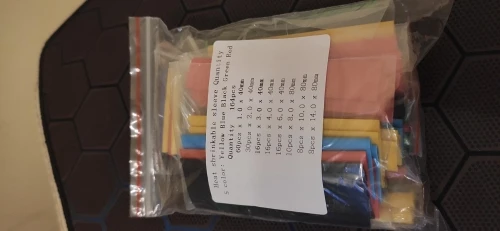 Heat shrinkable sleeve Quantity
5 color: Yellow Blue Black Green Red
Quantity 164pcs
60pcs x 1.0 x 40mm
30pcs x 2.0 x 40mm
16pcs x 3.0 x 40mm
16pcs x 4.0 x 40mm
16pcs x 6.0 x 40mm
10pcs x 8.0 x 80mm
8pcs x 10.0 x 80mm
8pcs x 14.0 x 80mm